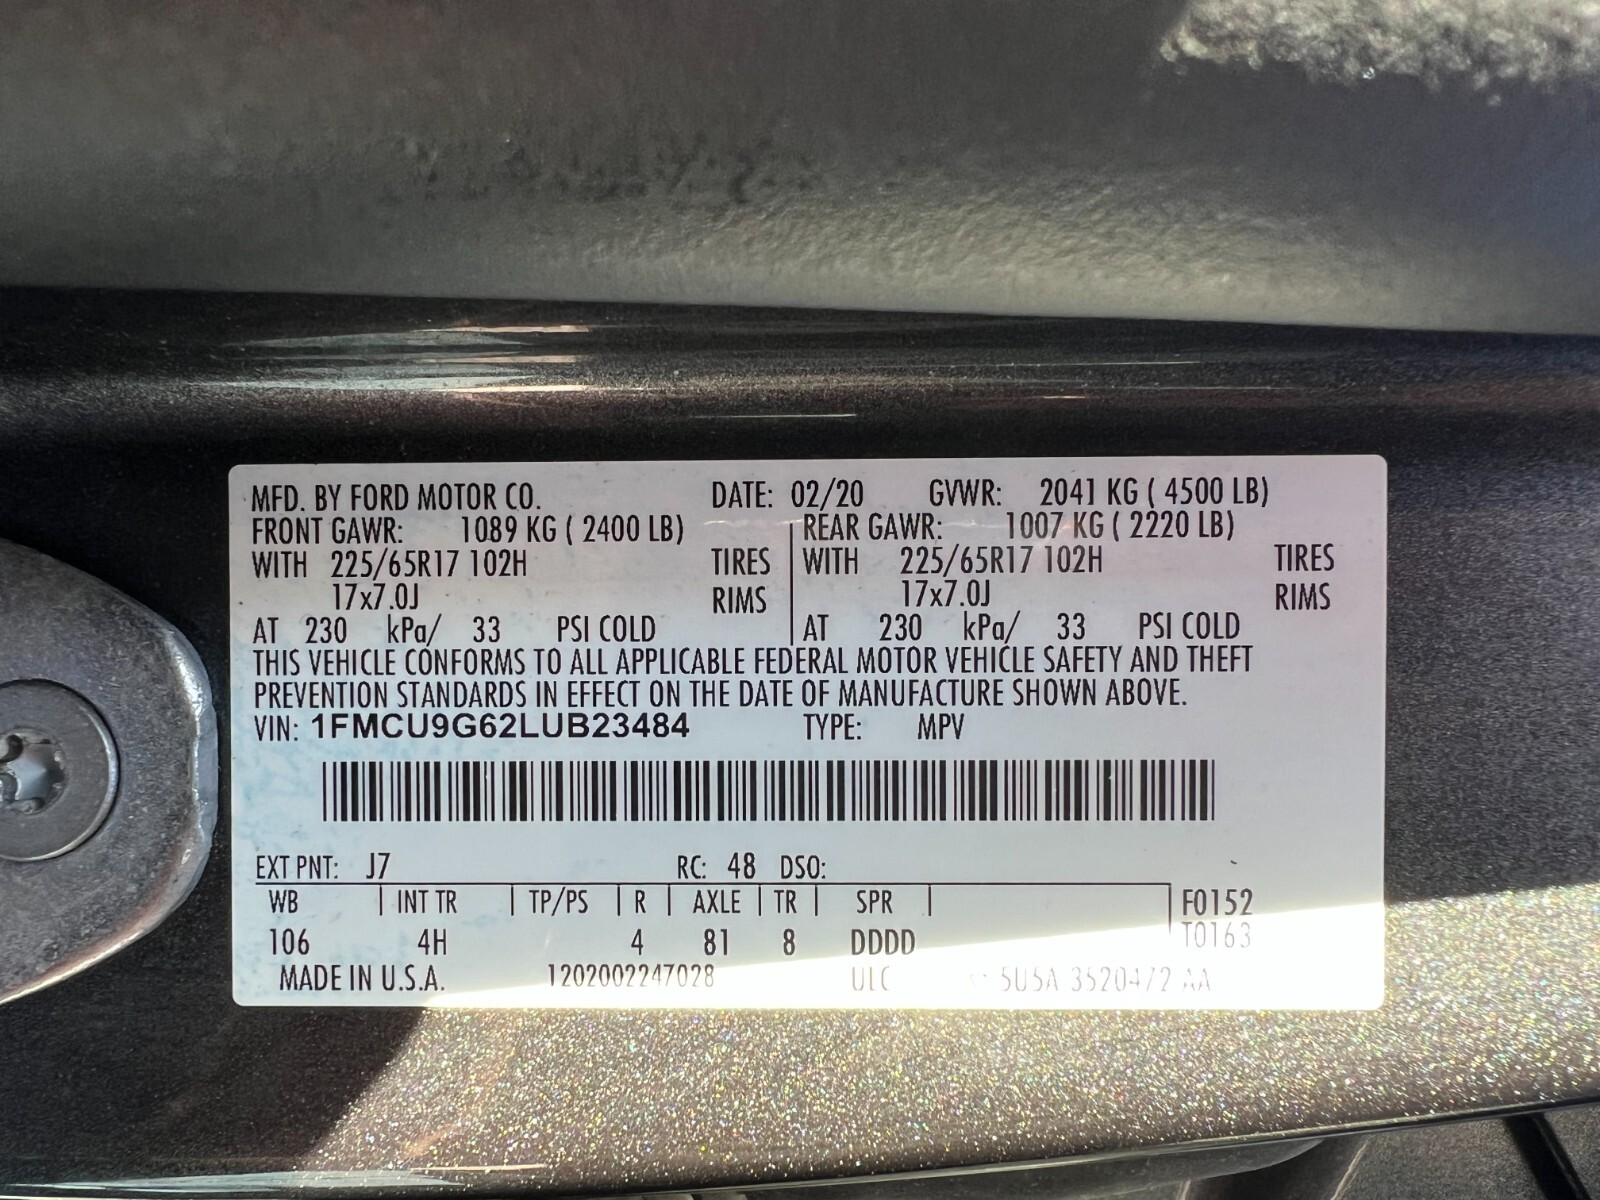 MFD. BY FORD MOTOR CO. DATE: 02/20 GVWR: 2041 KG ( 4500 LB)
FRONT GAWR: 1089 KG ( 2400 LB) REAR GAWR: 1007 KG ( 2220 LB)
WITH 225/65R17 102H TIRES WITH 225/65R17 102H TIRES
17x7.0J RIMS 17x7.0J RIMS
AT 230 kPa/ 33 PSI COLD AT 230 kPa/ 33 PSI COLD
THIS VEHICLE CONFORMS TO ALL APPLICABLE FEDERAL MOTOR VEHICLE SAFETY AND THEFT
PREVENTION STANDARDS IN EFFECT ON THE DATE OF MANUFACTURE SHOWN ABOVE.
VIN: 1FMCU9G62LUB23484 TYPE: MPV
EXT PNT: J7 RC: 48 DSO:
WB INT TR TP/PS R AXLE TR SPR F0152
106 4H 4 81 8 DDDD T0163
MADE IN U.S.A. 1202002247028 ULC 5U5A 3520472 AA